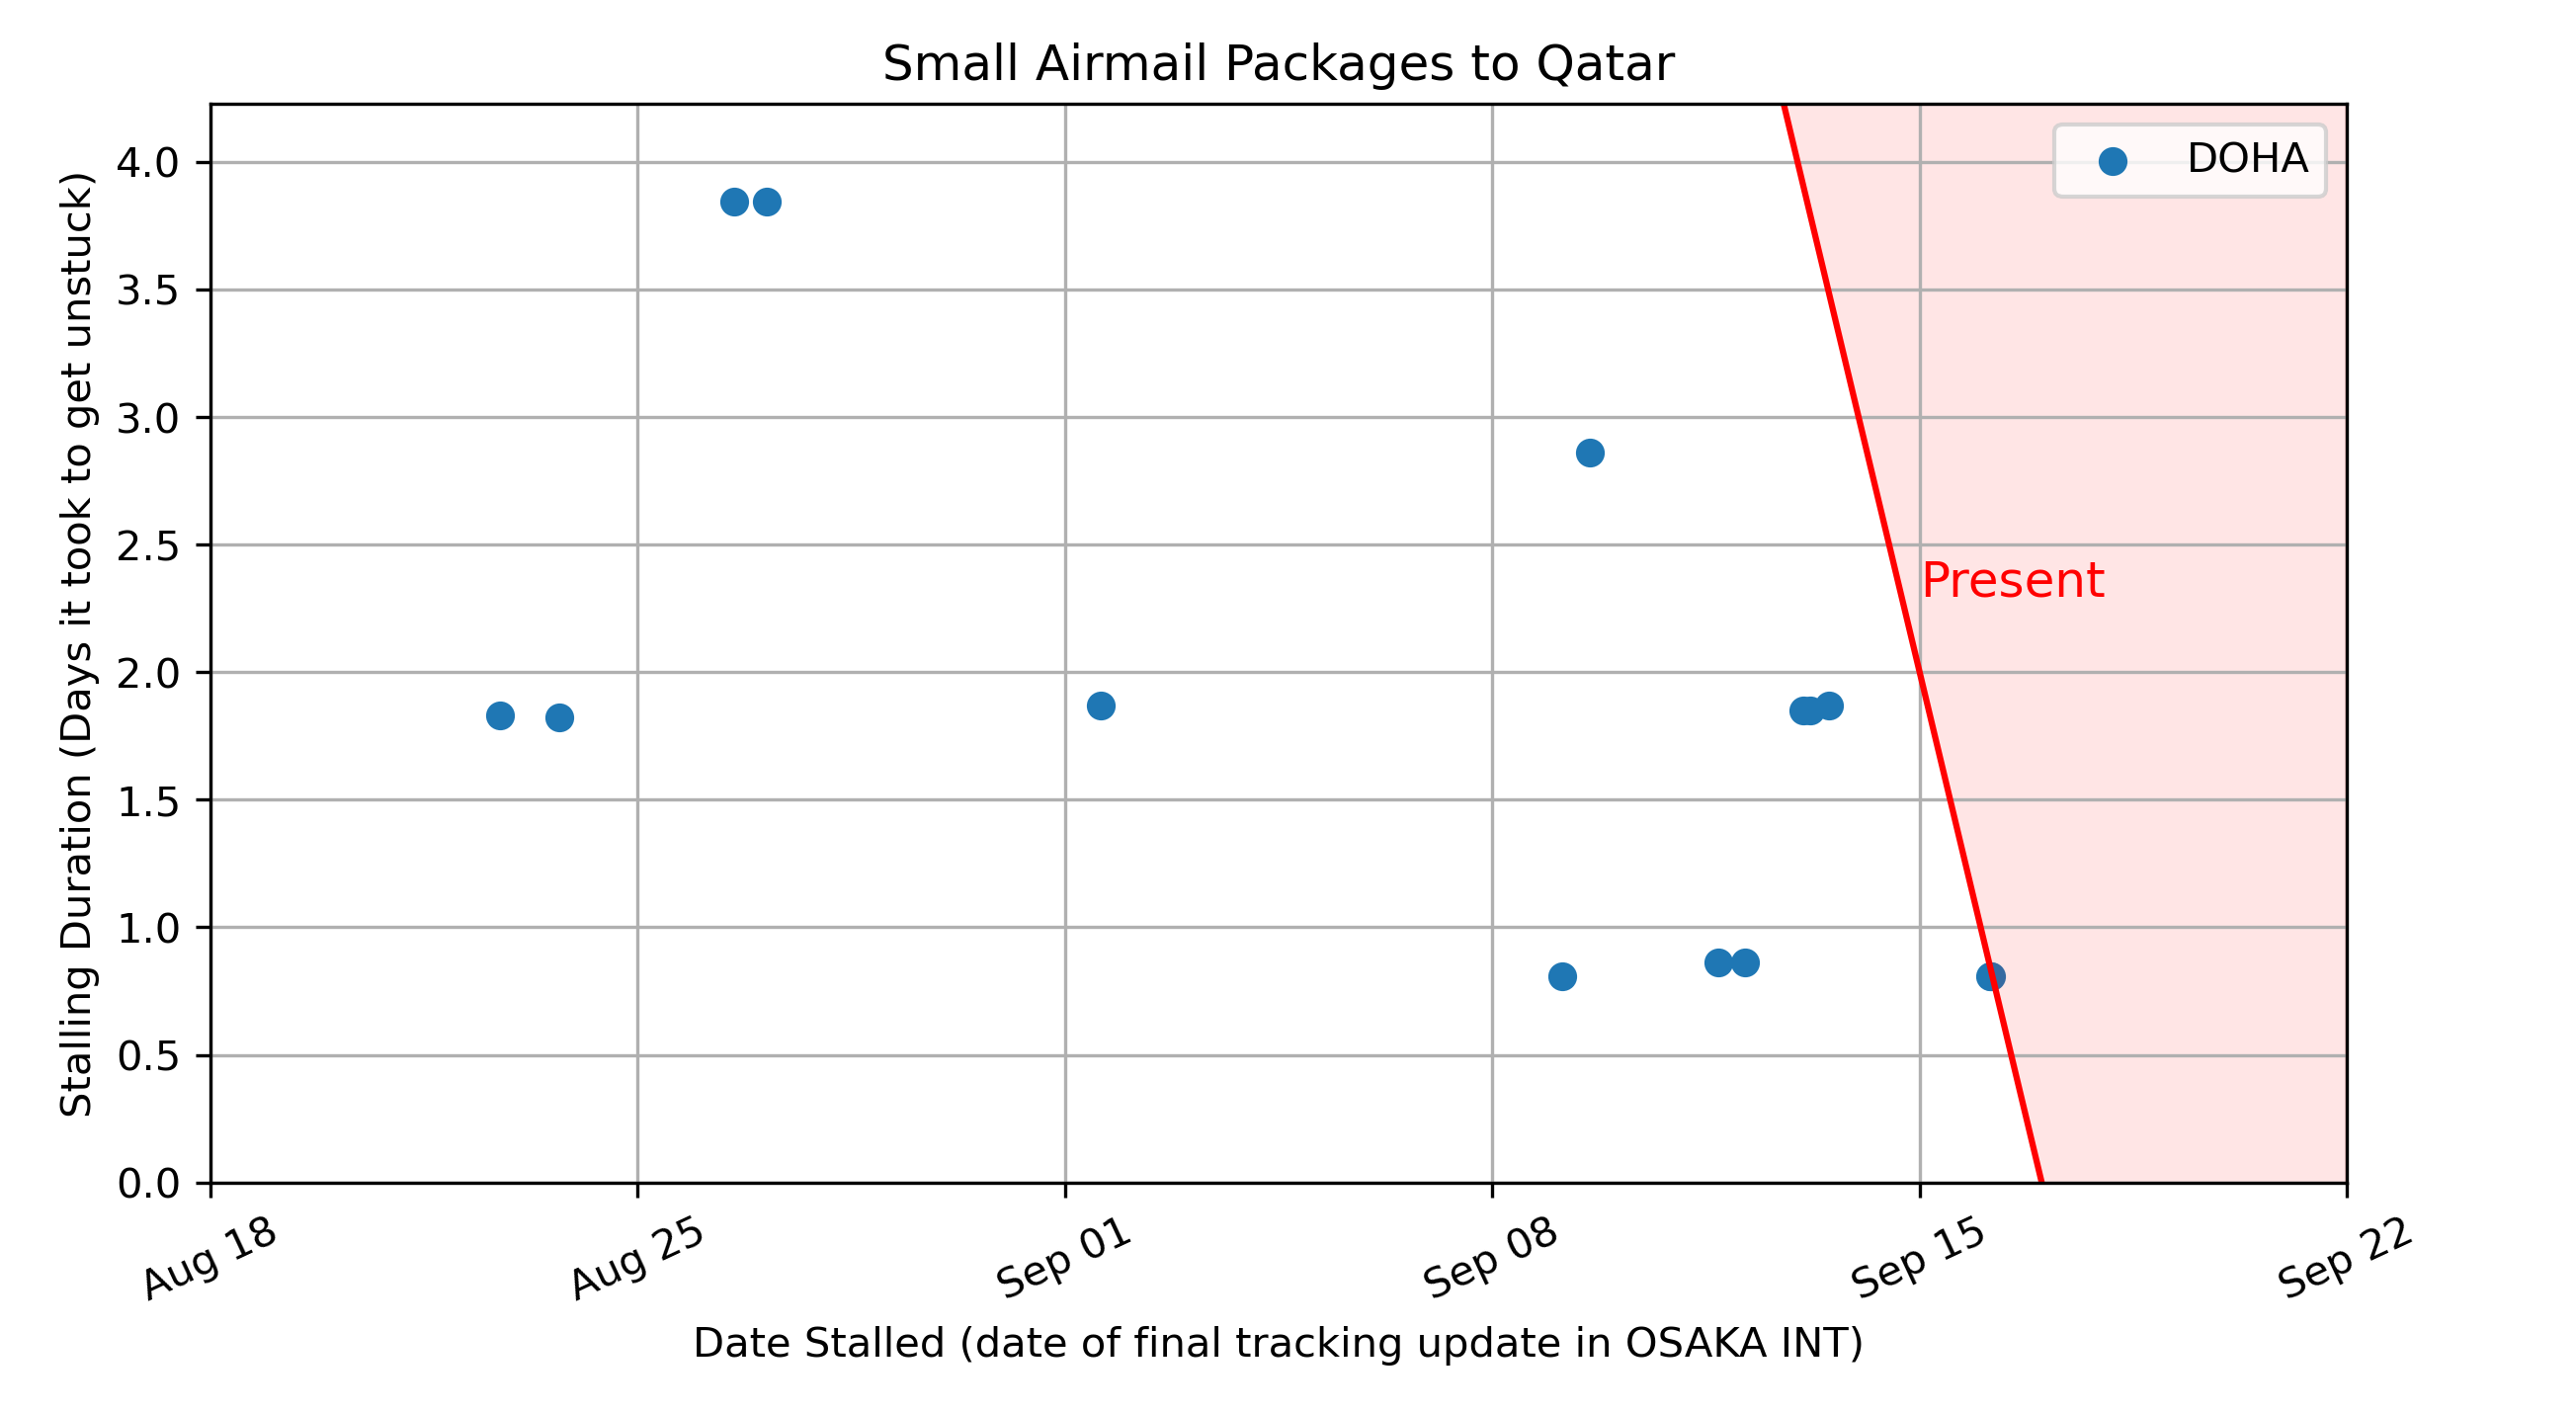 Small Airmail Packages to Qatar
DOHA
Present
Stalling Duration (Days it took to get unstuck)
4.0
3.5
3.0
2.5
2.0
1.5
1.0
0.5
0.0
Aug 18
Aug 25
Sep 01
Sep 08
Sep 15
Sep 22
Date Stalled (date of final tracking update in OSAKA INT)